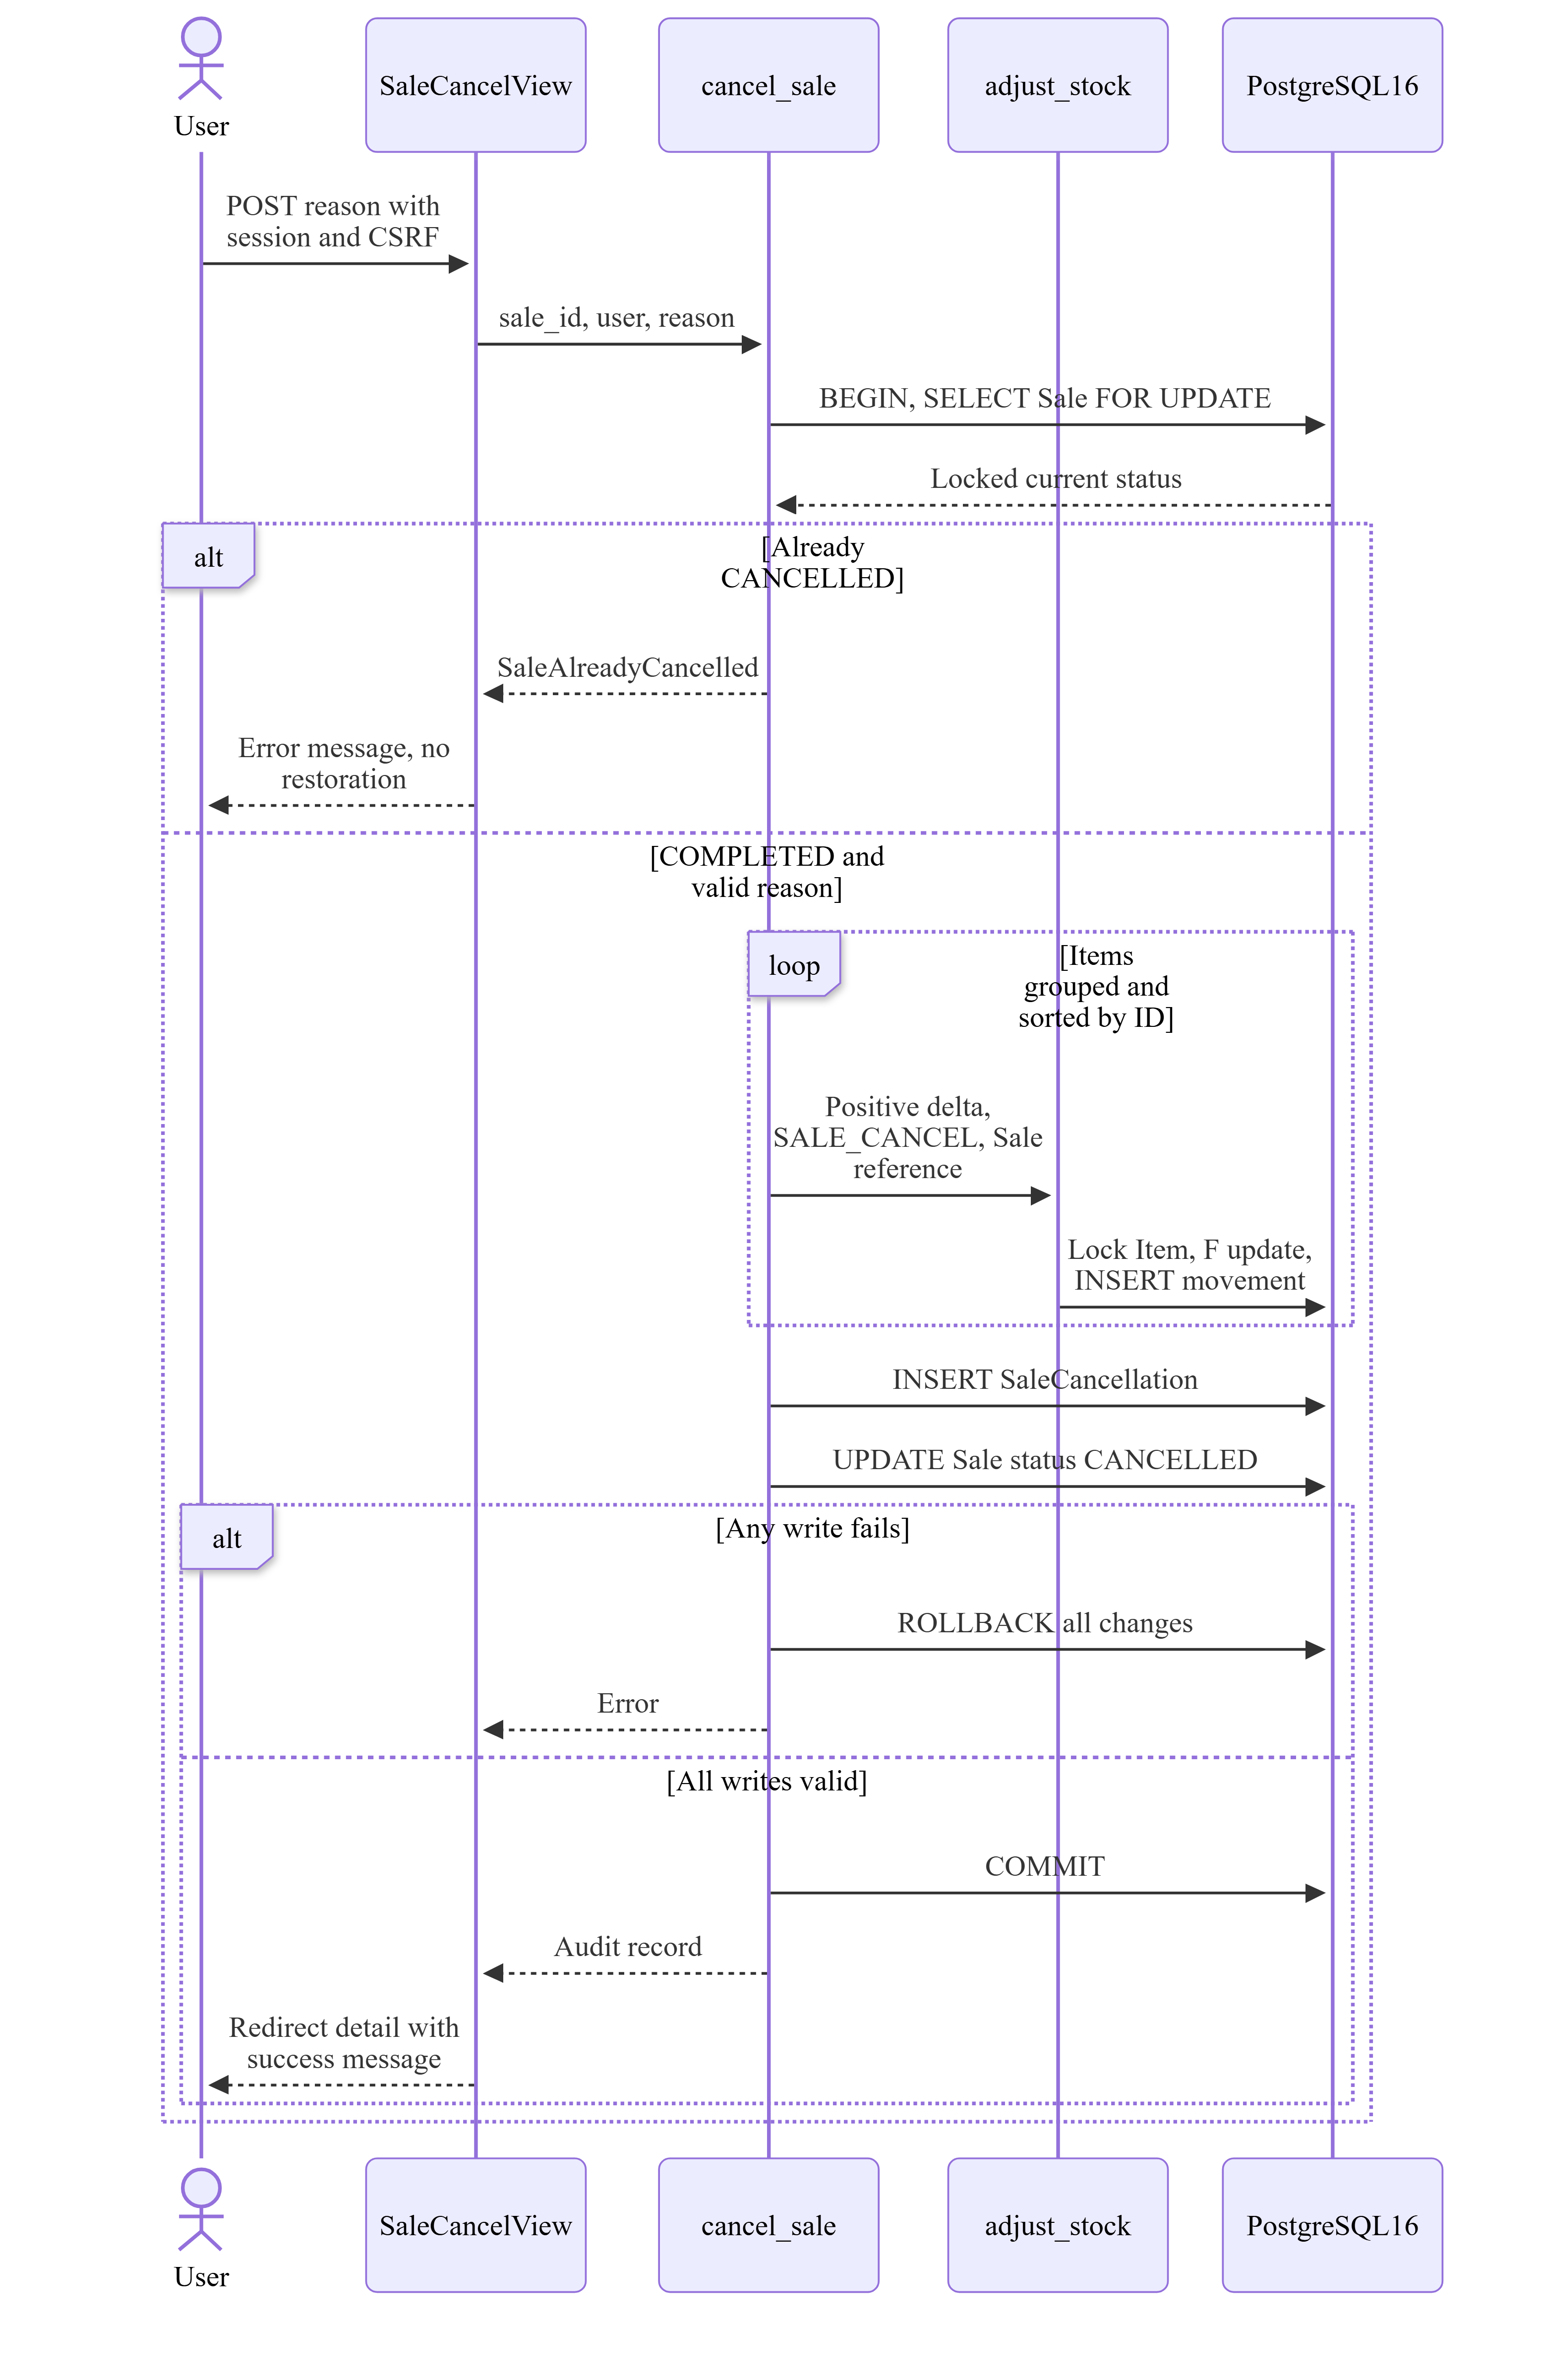 User
SaleCancelView
cancel_sale
adjust_stock
PostgreSQL16
POST reason with
session and CSRF
sale_id, user, reason
BEGIN, SELECT Sale FOR UPDATE
Locked current status
alt
[Already
CANCELLED]
SaleAlreadyCancelled
Error message, no
restoration
[COMPLETED and
valid reason]
loop
[Items
grouped and
sorted by ID]
Positive delta,
SALE_CANCEL, Sale
reference
Lock Item, F update,
INSERT movement
INSERT SaleCancellation
UPDATE Sale status CANCELLED
alt
[Any write fails]
ROLLBACK all changes
Error
[All writes valid]
COMMIT
Audit record
Redirect detail with
success message
User
SaleCancelView
cancel_sale
adjust_stock
PostgreSQL16